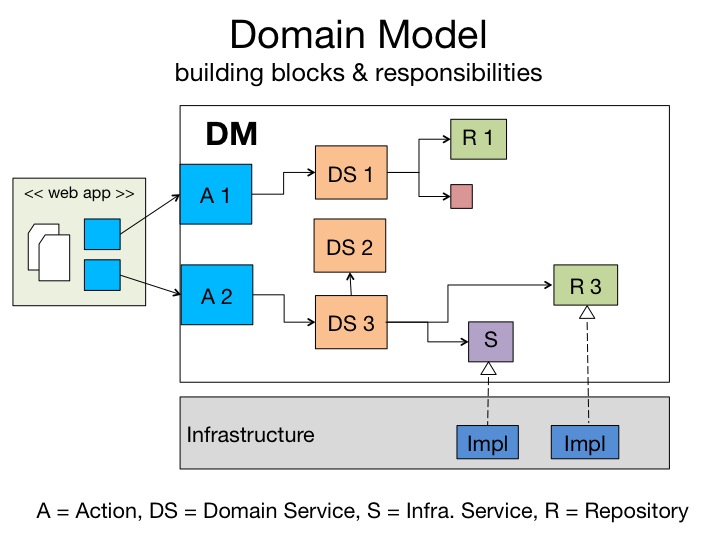 Domain Model
building blocks & responsibilities
DM
<< web app >>
A 1
DS 1
R 1
DS 2
A 2
DS 3
R 3
S
Infrastructure
Impl
Impl
A = Action, DS = Domain Service, S = Infra. Service, R = Repository